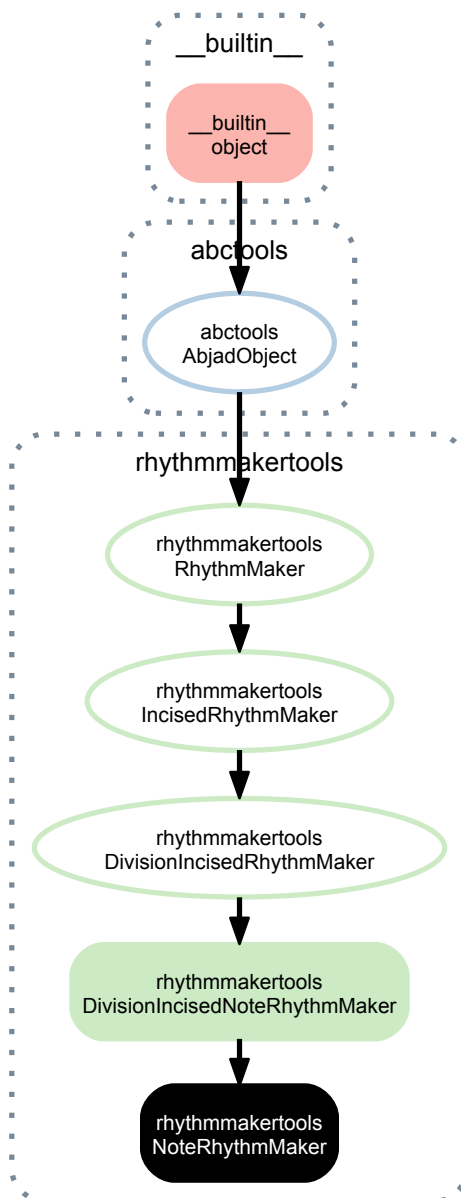 __builtin__
__builtin__
object
abctools
abctools
AbjadObject
rhythmmakertools
rhythmmakertools
RhythmMaker
rhythmmakertools
IncisedRhythmMaker
rhythmmakertools
DivisionIncisedRhythmMaker
rhythmmakertools
DivisionIncisedNoteRhythmMaker
rhythmmakertools
NoteRhythmMaker